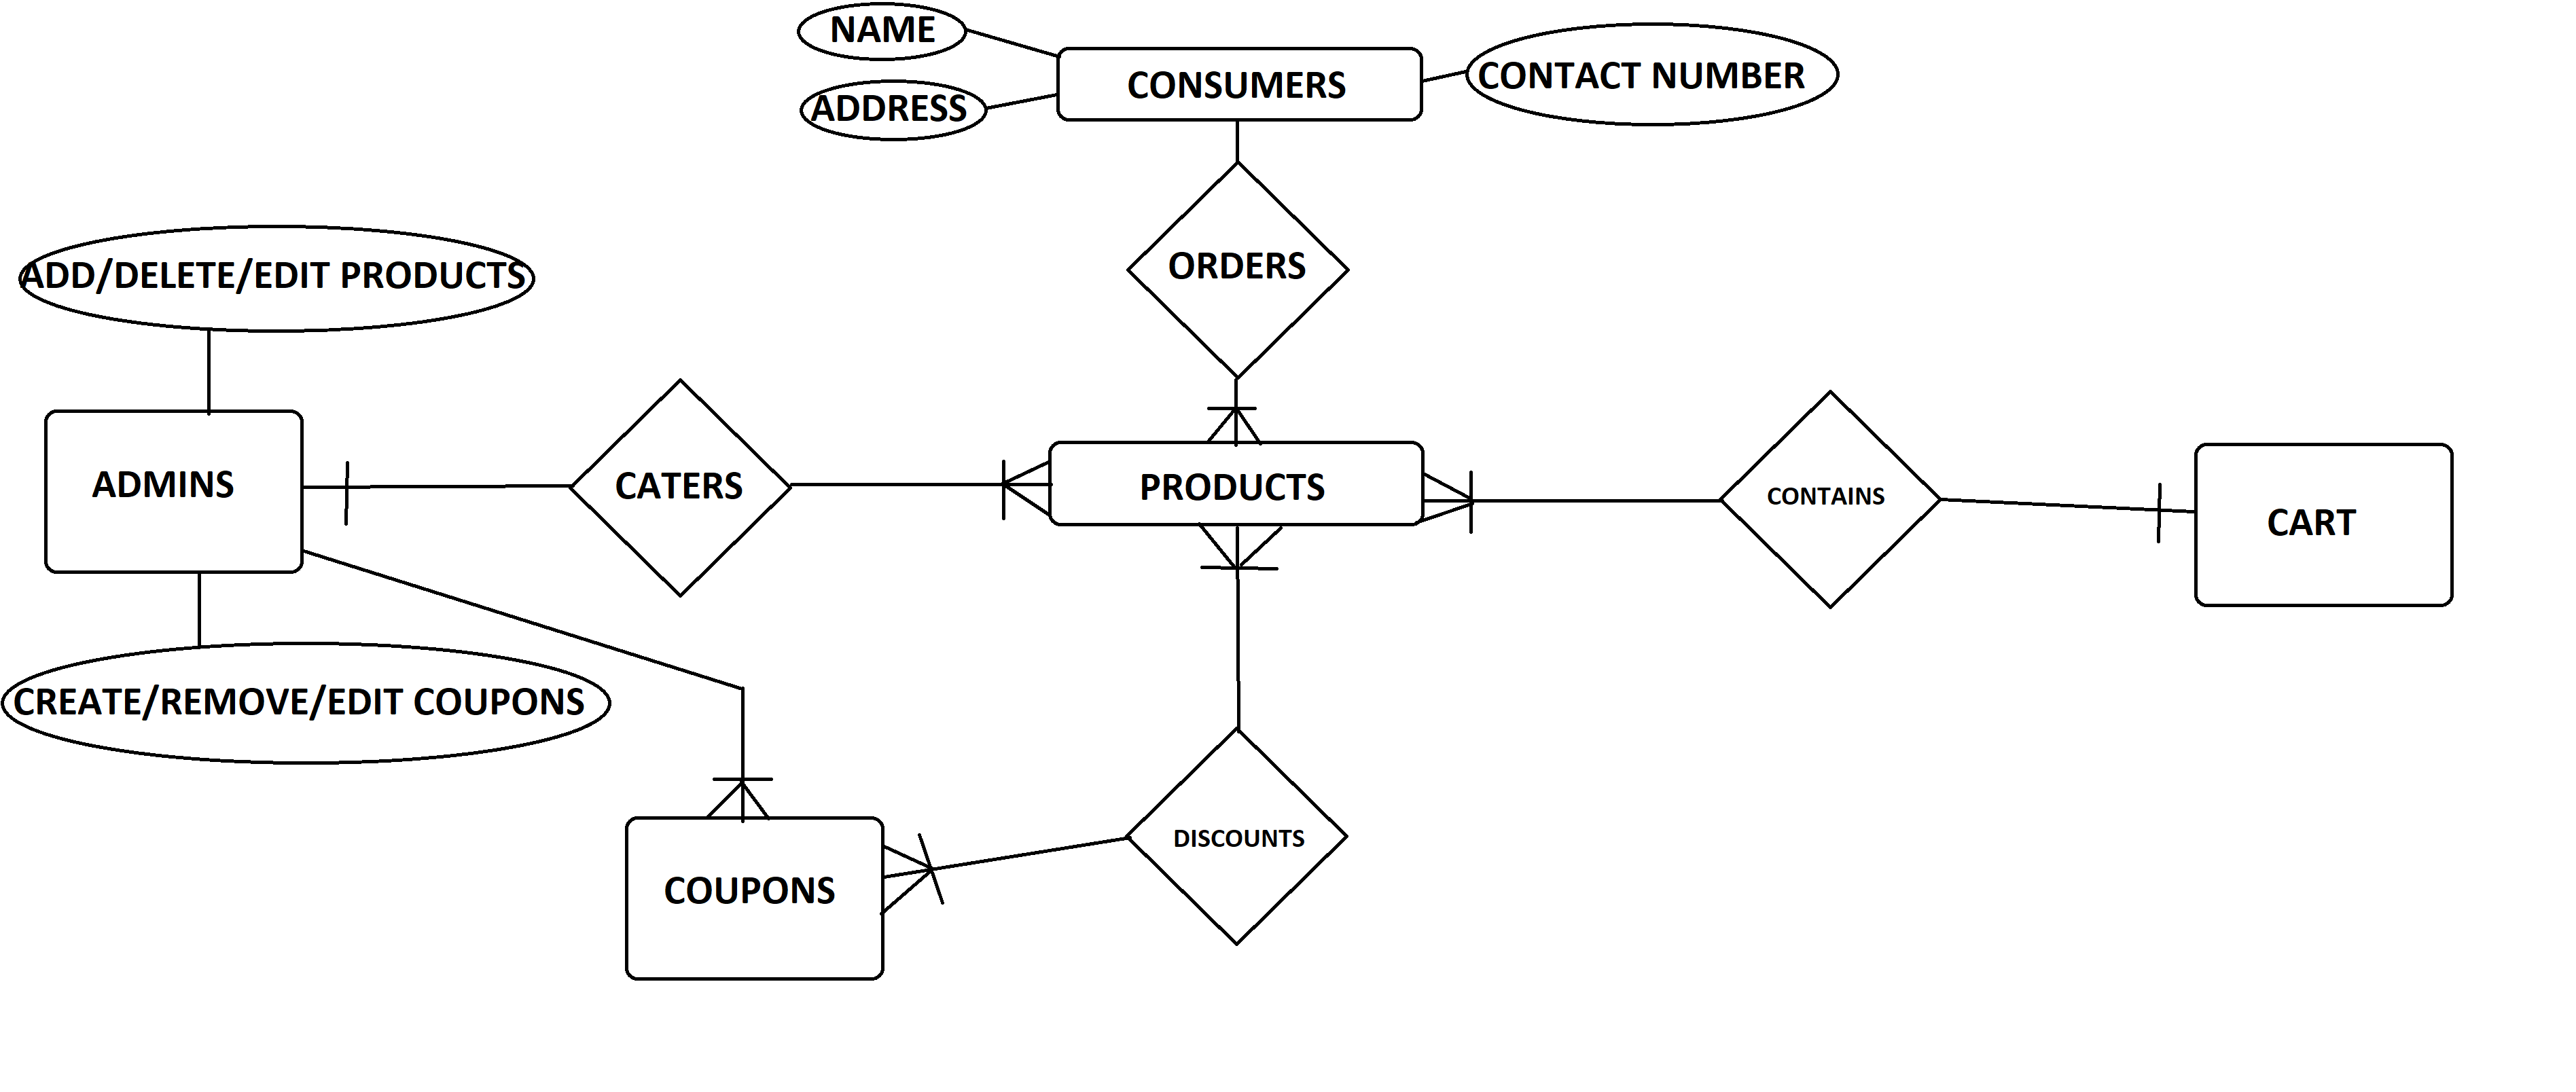 NAME
CONSUMERS
CONTACT NUMBER
ADDRESS
ORDERS
ADD/DELETE/EDIT PRODUCTS
ADMINS
CATERS
PRODUCTS
CONTAINS
CART
CREATE/REMOVE/EDIT COUPONS
DISCOUNTS
COUPONS